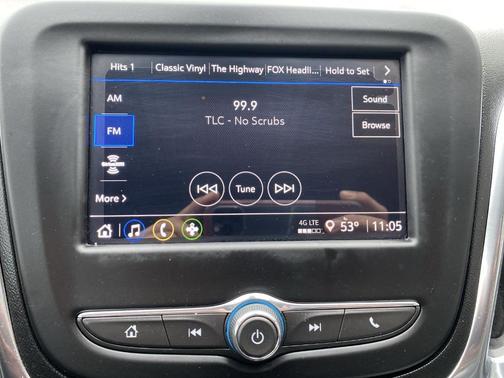 Hits 1 Classic Vinyl The Highway FOX Headli... Hold to Set
AM 99.9 Sound
TLC - No Scrubs
FM Browse
SiriusXM
Tune
More
4G LTE
53° 11:05